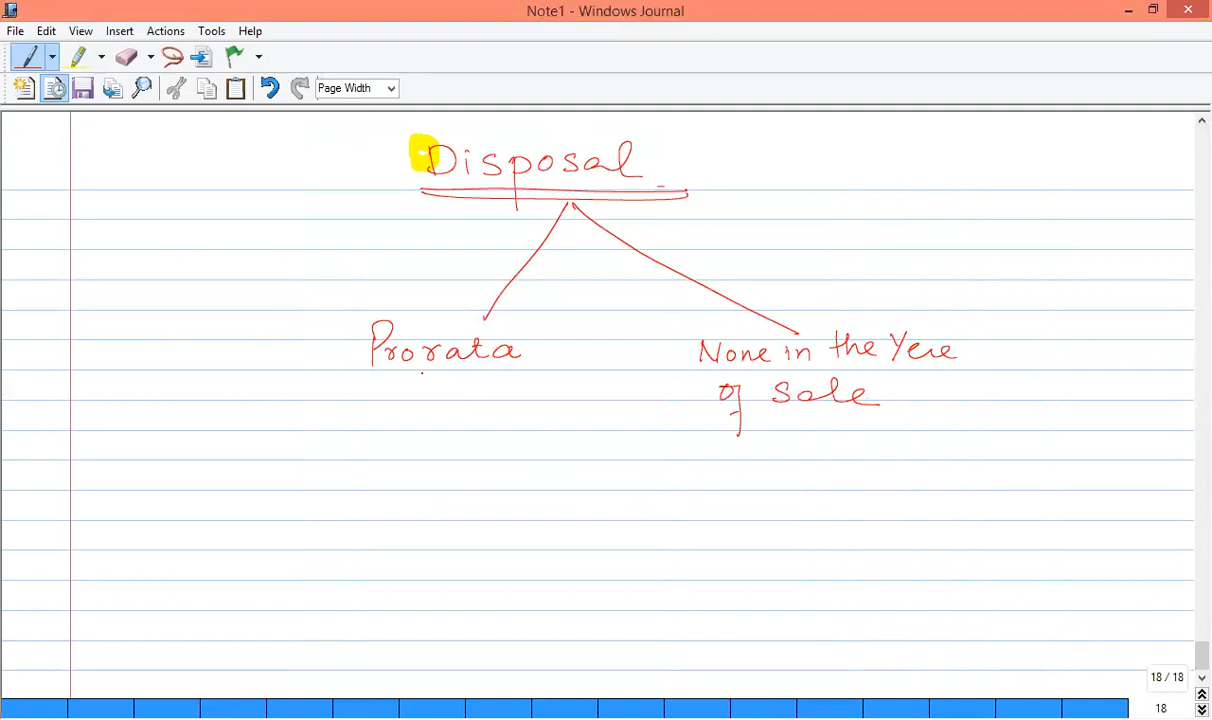 Note1 - Windows Journal
File Edit View Insert Actions Tools Help
Page Width
Disposal
Prorata
None in the Yere
of Sale
18 / 18
18